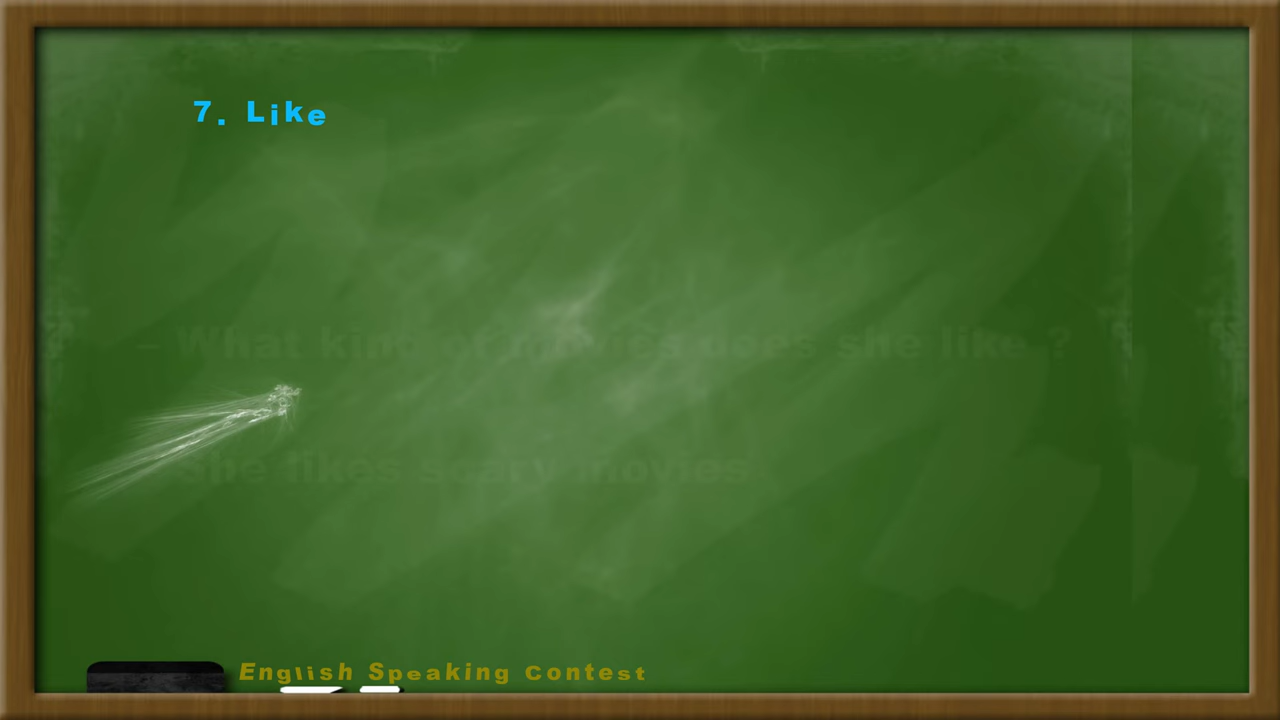 7. Like
– What kind of movies does she like ?
She likes scary movies
English Speaking Contest